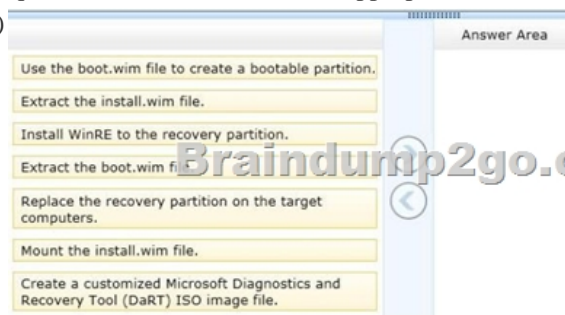 )
Answer Area
Use the boot.wim file to create a bootable partition.
Extract the install.wim file.
Install WinRE to the recovery partition.
Extract the boot.wim file.
Braindump2go.c
Replace the recovery partition on the target
computers.
Mount the install.wim file.
Create a customized Microsoft Diagnostics and
Recovery Tool (DaRT) ISO image file.